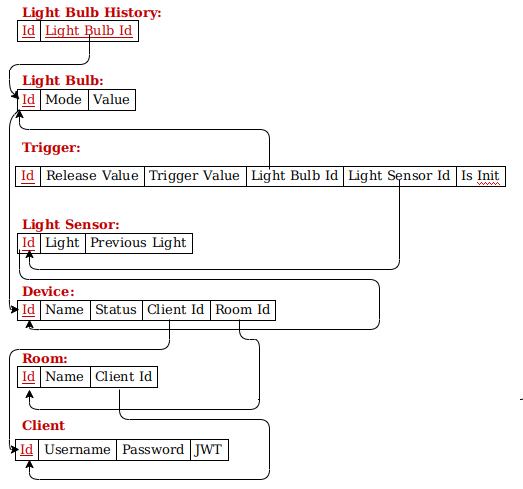 Light Bulb History:
Id Light Bulb Id
Light Bulb:
Id Mode Value
Trigger:
Id Release Value Trigger Value Light Bulb Id Light Sensor Id Is Init
Light Sensor:
Id Light Previous Light
Device:
Id Name Status Client Id Room Id
Room:
Id Name Client Id
Client
Id Username Password JWT